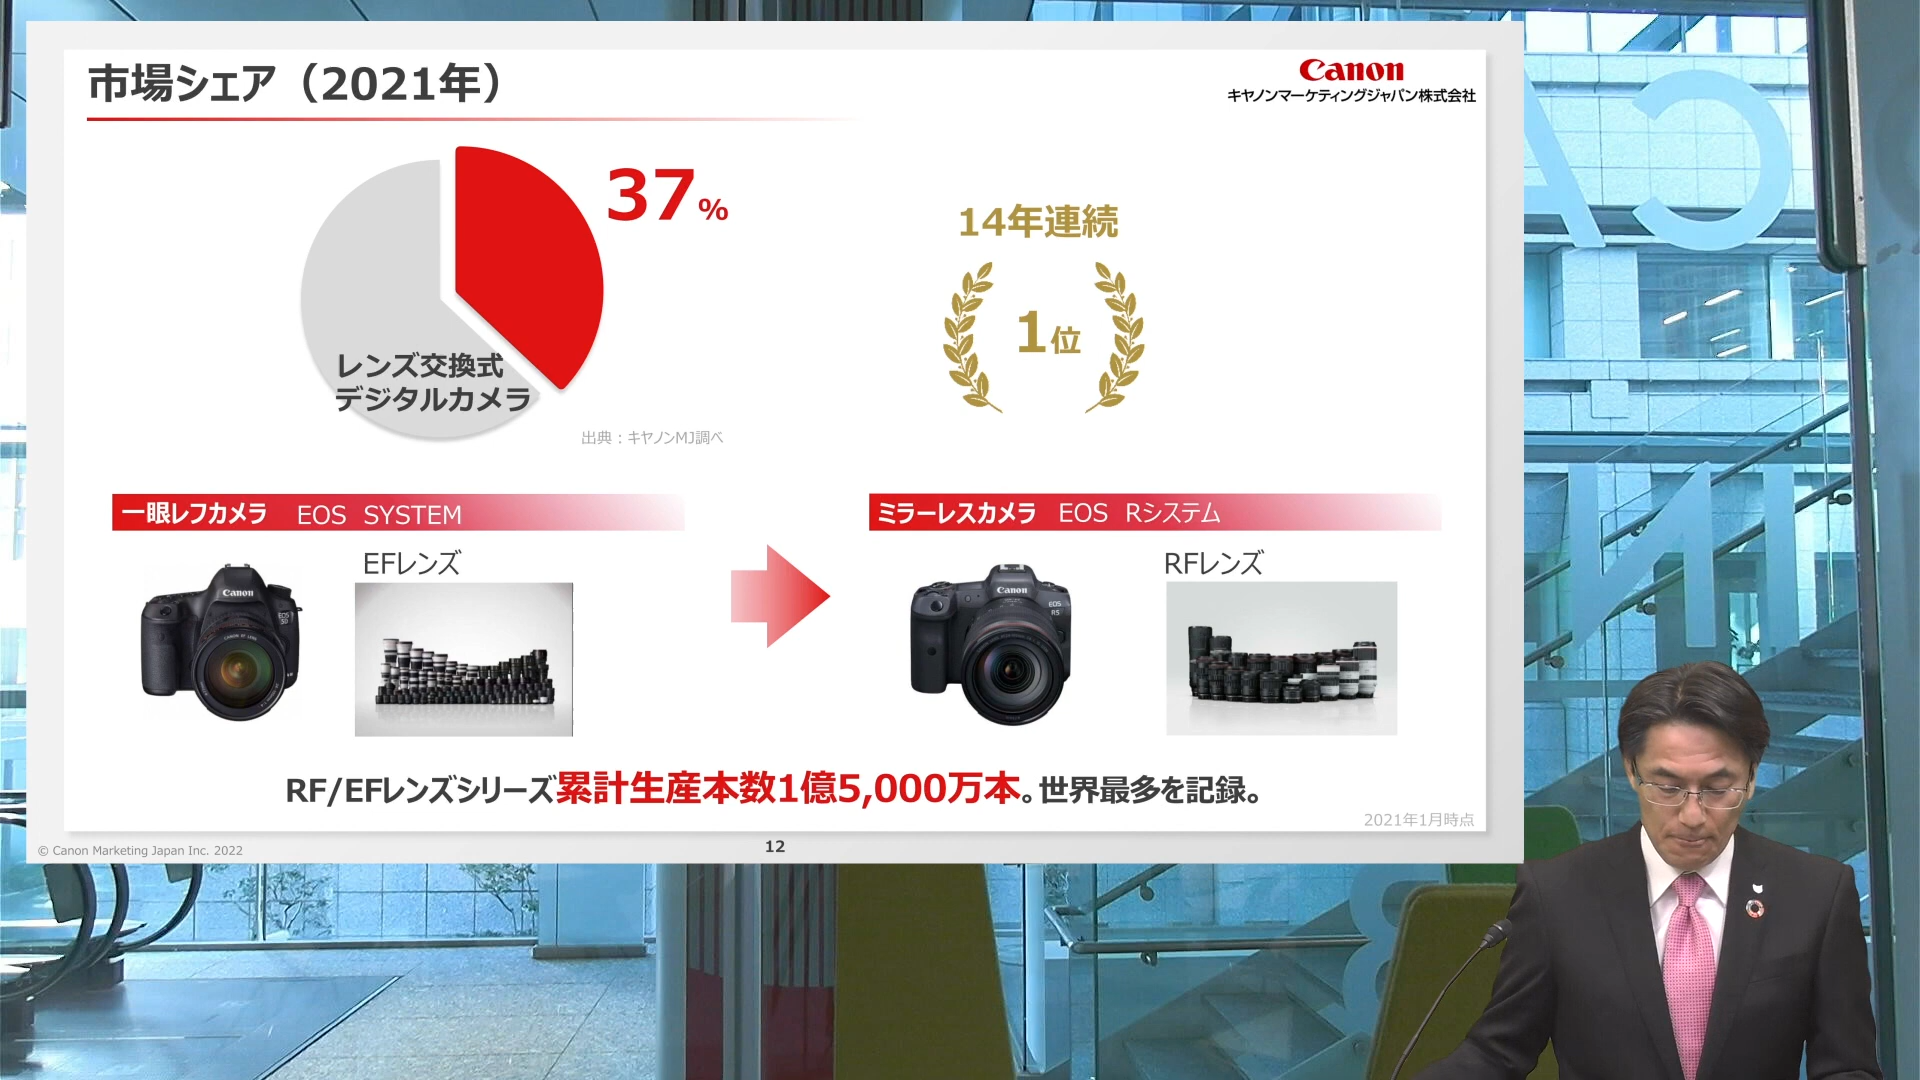 市場シェア（2021年）
Canon
キヤノンマーケティングジャパン株式会社
37%
レンズ交換式
デジタルカメラ
出典：キヤノンMJ調べ
14年連続
1位
一眼レフカメラ EOS SYSTEM
EFレンズ
Canon
EOS
5D
ミラーレスカメラ EOS Rシステム
RFレンズ
Canon
EOS
R5
RF/EFレンズシリーズ累計生産本数1億5,000万本。世界最多を記録。
2021年1月時点
© Canon Marketing Japan Inc. 2022
12